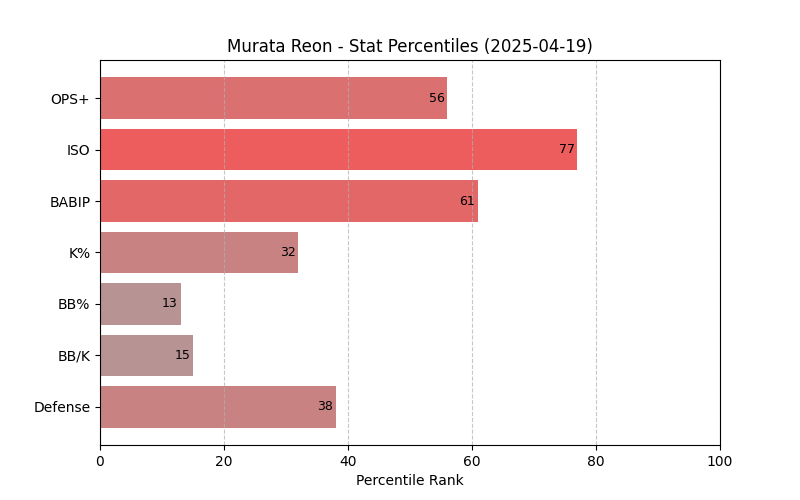 Murata Reon - Stat Percentiles (2025-04-19)
OPS+ 56
ISO 77
BABIP 61
K% 32
BB% 13
BB/K 15
Defense 38
0 20 40 60 80 100
Percentile Rank